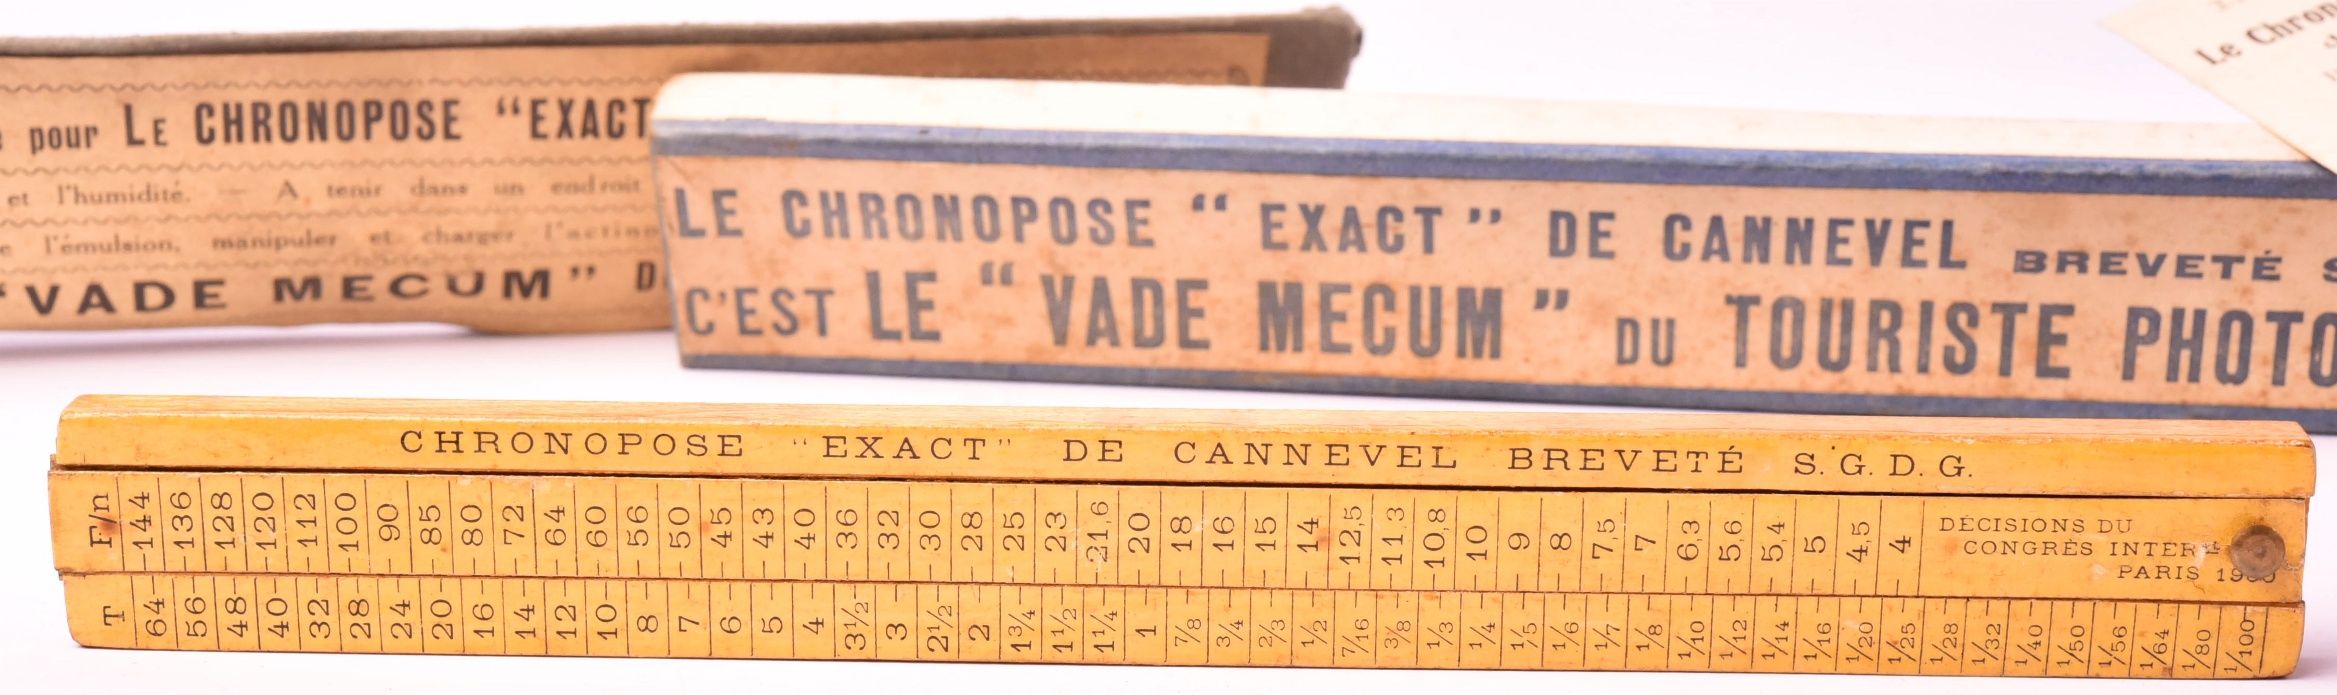 pour LE CHRONOPOSE "EXACT
et l'humidité. — A tenir dans un endroit
l'émulsion, manipuler et charger
"VADE MECUM"
Le Chron
LE CHRONOPOSE "EXACT" DE CANNEVEL BREVETÉ S
C'EST LE "VADE MECUM" DU TOURISTE PHOTO
CHRONOPOSE "EXACT" DE CANNEVEL BREVETÉ S.G.D.G.
F/n 144 136 128 120 112 100 90 85 80 72 64 60 56 50 45 43 40 36 32 30 28 25 23 21,6 20 18 16 15 14 12,5 11,3 10,8 10 9 8 7,5 7 6,3 5,6 5,4 5 4,5 4
DÉCISIONS DU
CONGRÈS INTER
PARIS 1900
T 64 56 48 40 32 28 24 20 16 14 12 10 8 7 6 5 4 3½ 3 2½ 2 1¾ 1½ 1¼ 1 7/8 3/4 2/3 1/2 7/16 3/8 1/3 1/4 1/5 1/6 1/7 1/8 1/10 1/12 1/14 1/16 1/20 1/25 1/28 1/32 1/40 1/50 1/56 1/64 1/80 1/100